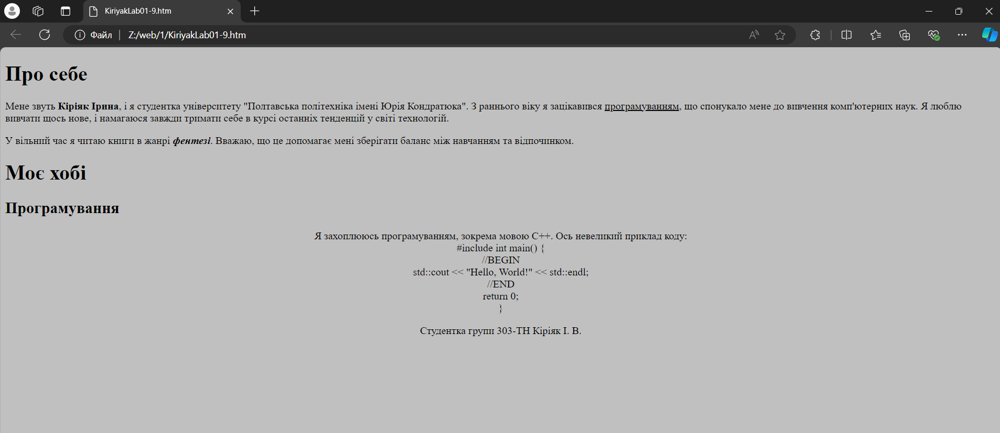 KiriyakLab01-9.htm
Файл | Z:/web/1/KiriyakLab01-9.htm
Про себе
Мене звуть Кіріяк Ірина, і я студентка університету "Полтавська політехніка імені Юрія Кондратюка". З раннього віку я зацікавився програмуванням, що спонукало мене до вивчення комп'ютерних наук. Я люблю
вивчати щось нове, і намагаюся завжди тримати себе в курсі останніх тенденцій у світі технологій.
У вільний час я читаю книги в жанрі фентезі. Вважаю, що це допомагає мені зберігати баланс між навчанням та відпочинком.
Моє хобі
Програмування
Я захоплююсь програмуванням, зокрема мовою C++. Ось невеликий приклад коду:
#include int main() {
//BEGIN
std::cout << "Hello, World!" << std::endl;
//END
return 0;
}
Студентка групи 303-ТН Кіріяк І. В.